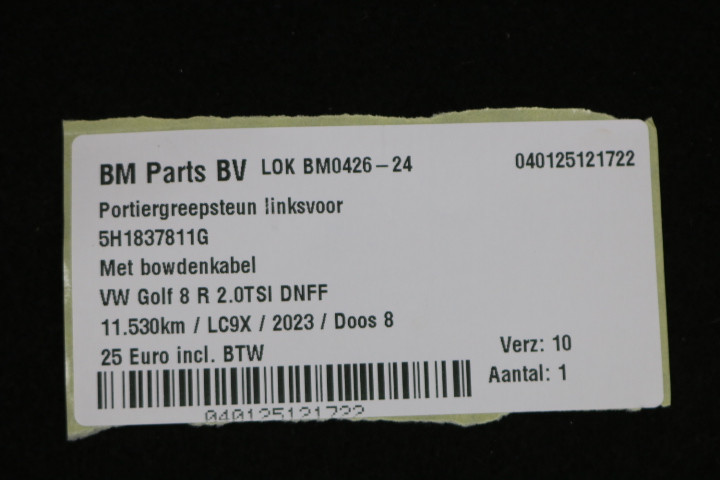 BM Parts BV LOK BM0426-24 040125121722
Portiergreepsteun linksvoor
5H1837811G
Met bowdenkabel
VW Golf 8 R 2.0TSI DNFF
11.530km / LC9X / 2023 / Doos 8
25 Euro incl. BTW Verz: 10
Aantal: 1
040125121722